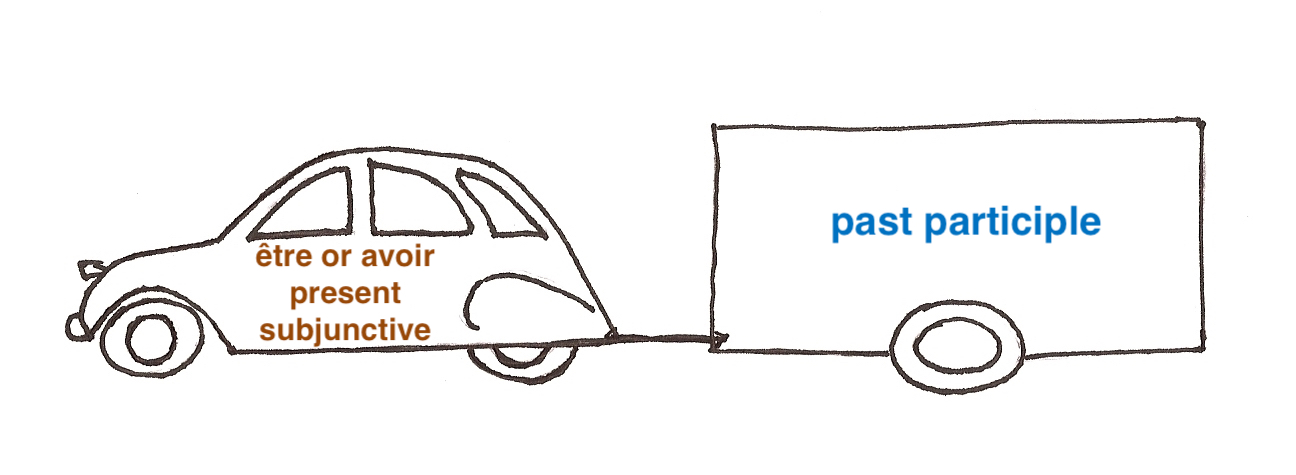 être or avoir
present
subjunctive
past participle